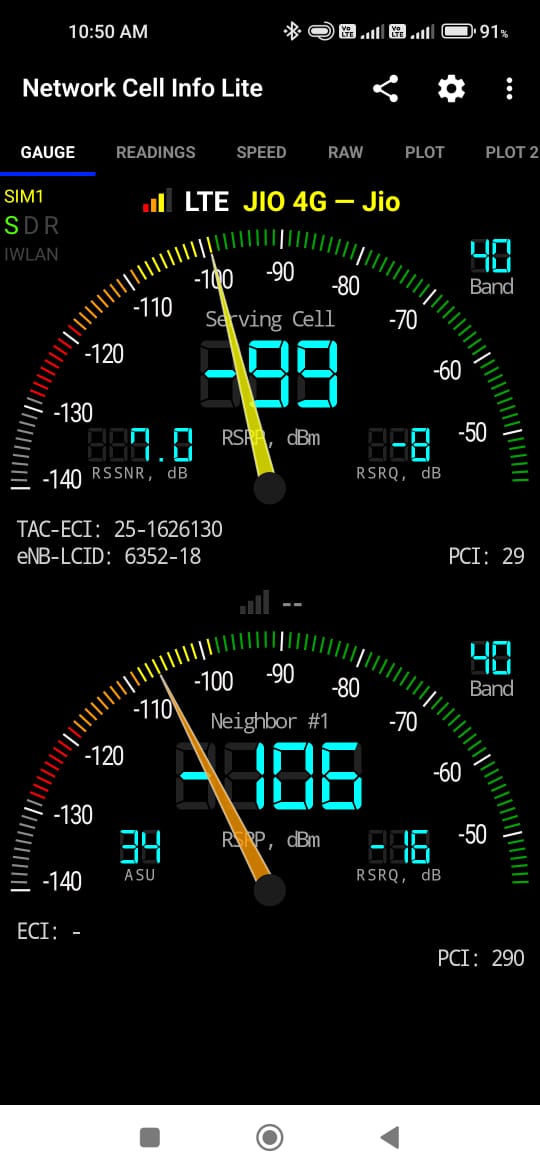 10:50 AM
Vo LTE Vo LTE 91%
Network Cell Info Lite
GAUGE READINGS SPEED RAW PLOT PLOT 2
SIM1
LTE JIO 4G — Jio
S D R
IWLAN
40
Band
-140 -130 -120 -110 -100 -90 -80 -70 -60 -50
Serving Cell
-99
RSRP, dBm
7.0
RSSNR, dB
-8
RSRQ, dB
TAC-ECI: 25-1626130
eNB-LCID: 6352-18
PCI: 29
--
40
Band
-140 -130 -120 -110 -100 -90 -80 -70 -60 -50
Neighbor #1
-106
RSRP, dBm
34
ASU
-16
RSRQ, dB
ECI: -
PCI: 290